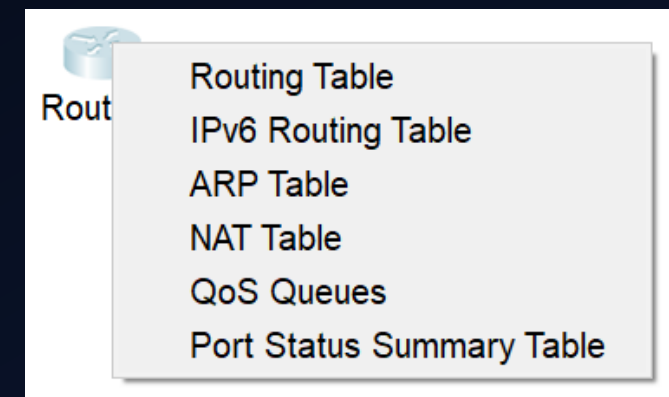 Rout
Routing Table
IPv6 Routing Table
ARP Table
NAT Table
QoS Queues
Port Status Summary Table